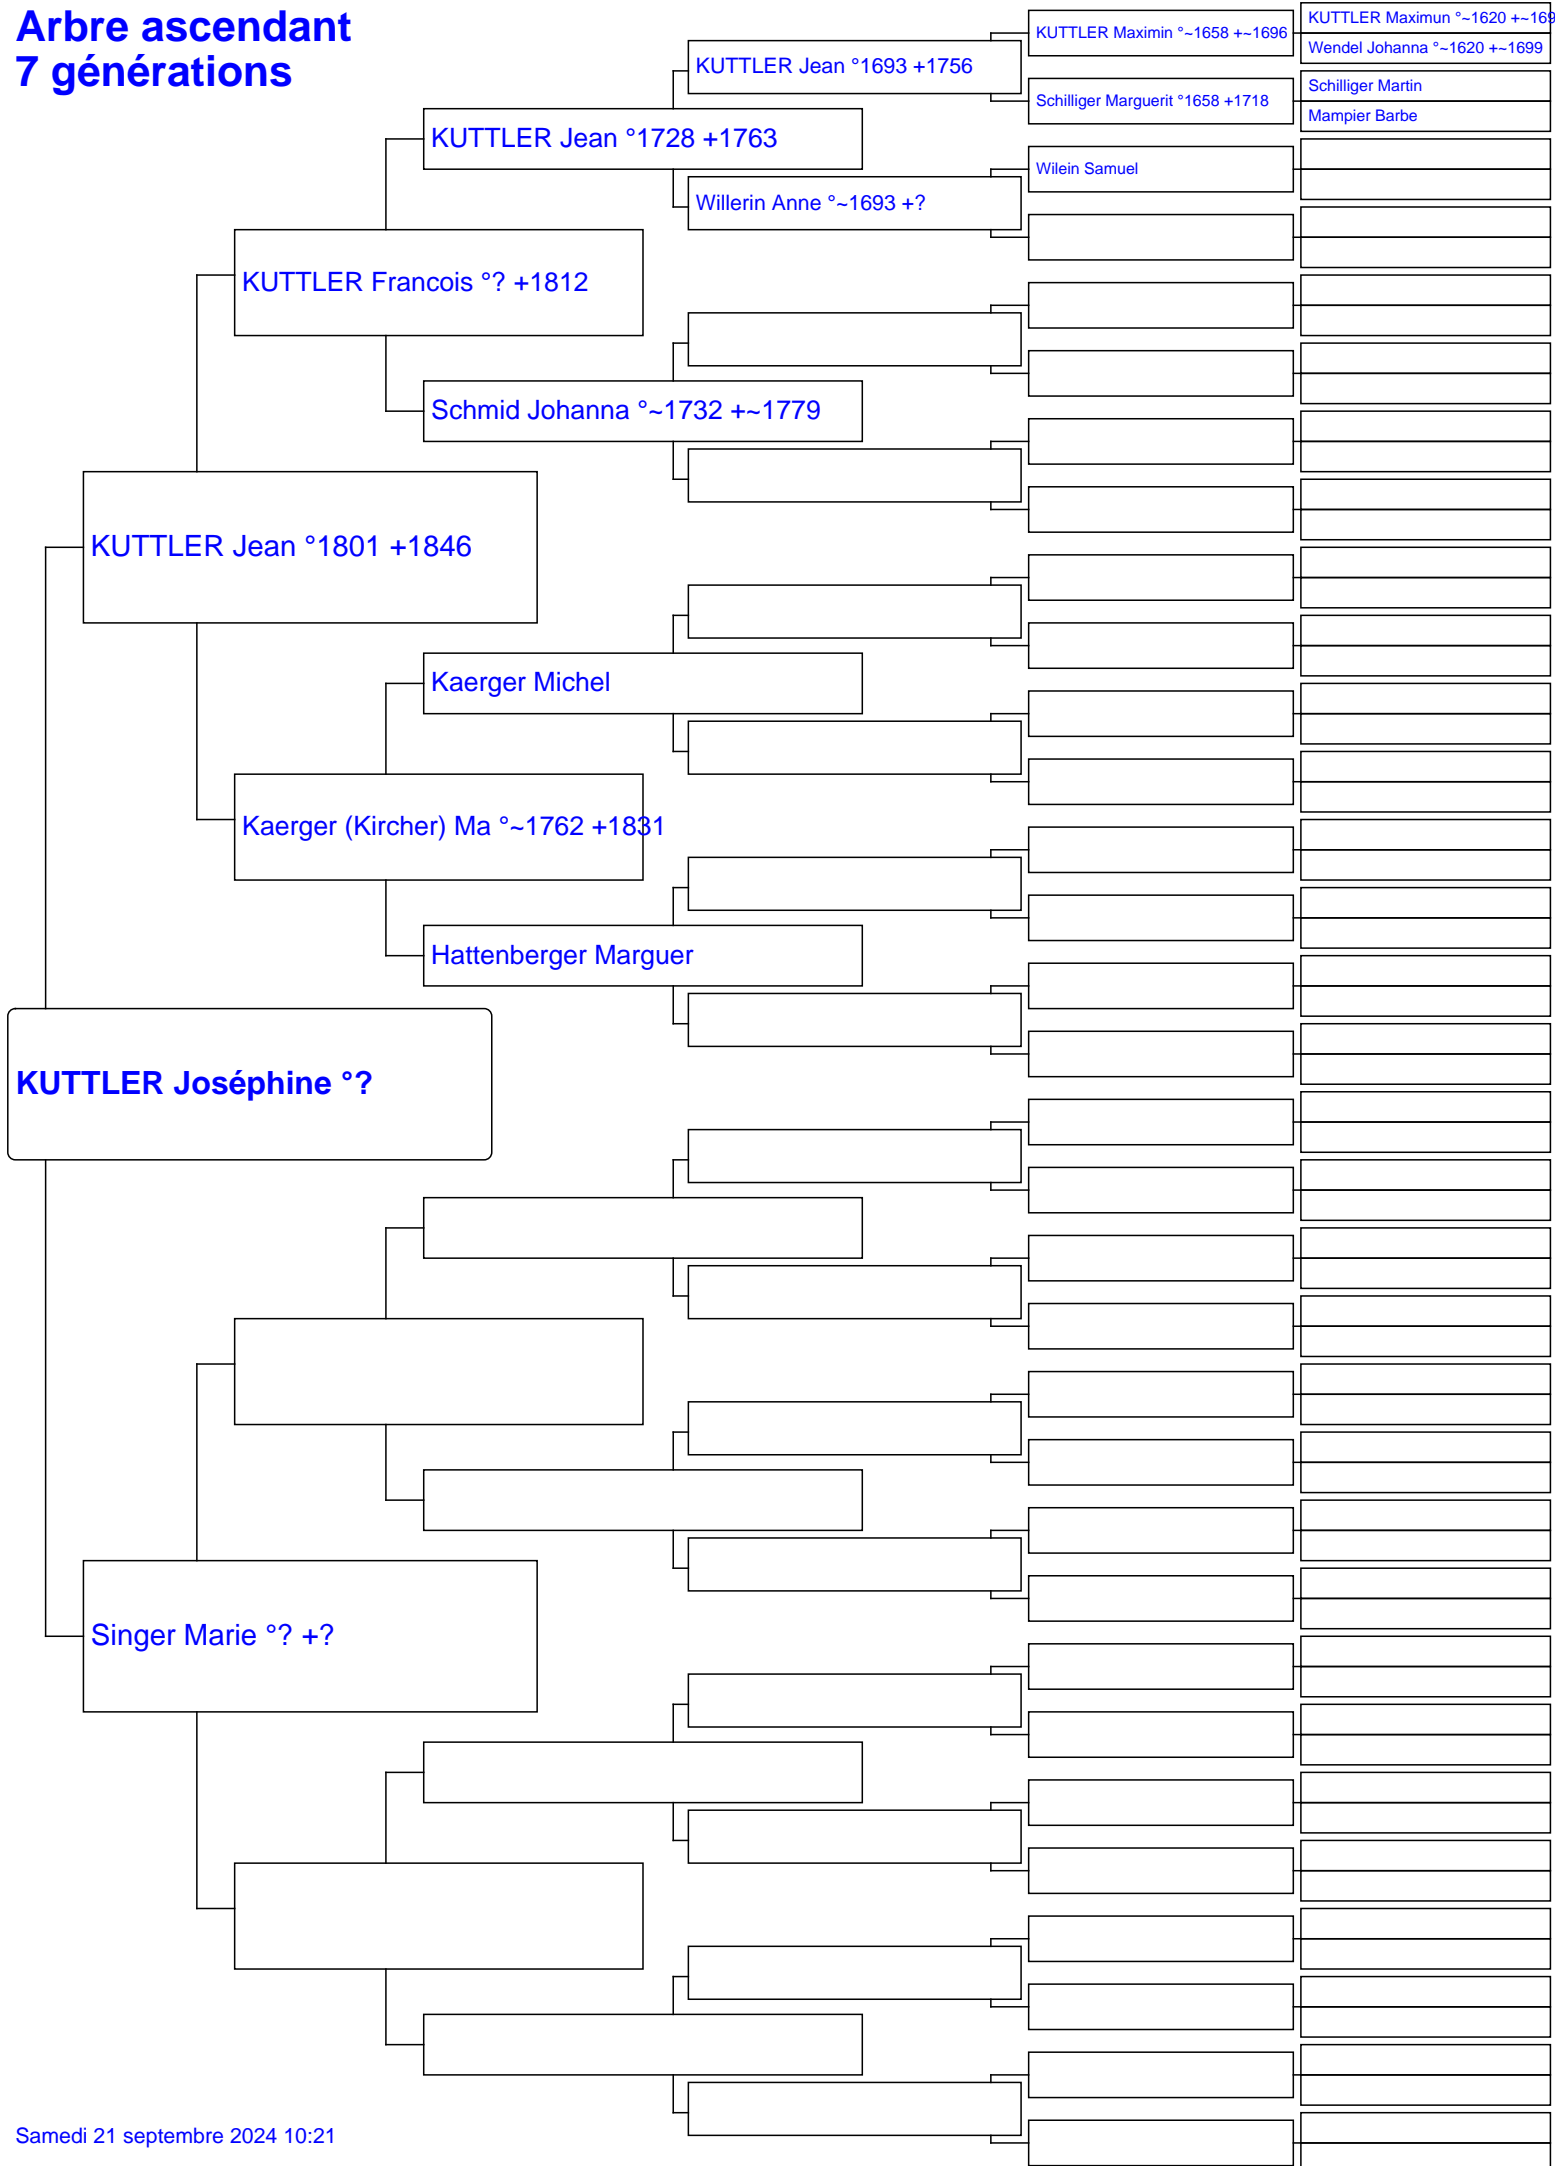 Arbre ascendant
7 générations
KUTTLER Maximun °~1620 +~169
KUTTLER Maximin °~1658 +~1696
Wendel Johanna °~1620 +~1699
KUTTLER Jean °1693 +1756
Schilliger Martin
Schilliger Marguerit °1658 +1718
Mampier Barbe
KUTTLER Jean °1728 +1763
Wilein Samuel
Willerin Anne °~1693 +?
KUTTLER Francois °? +1812
Schmid Johanna °~1732 +~1779
KUTTLER Jean °1801 +1846
Kaerger Michel
Kaerger (Kircher) Ma °~1762 +1831
Hattenberger Marguer
KUTTLER Joséphine °?
Singer Marie °? +?
Samedi 21 septembre 2024 10:21